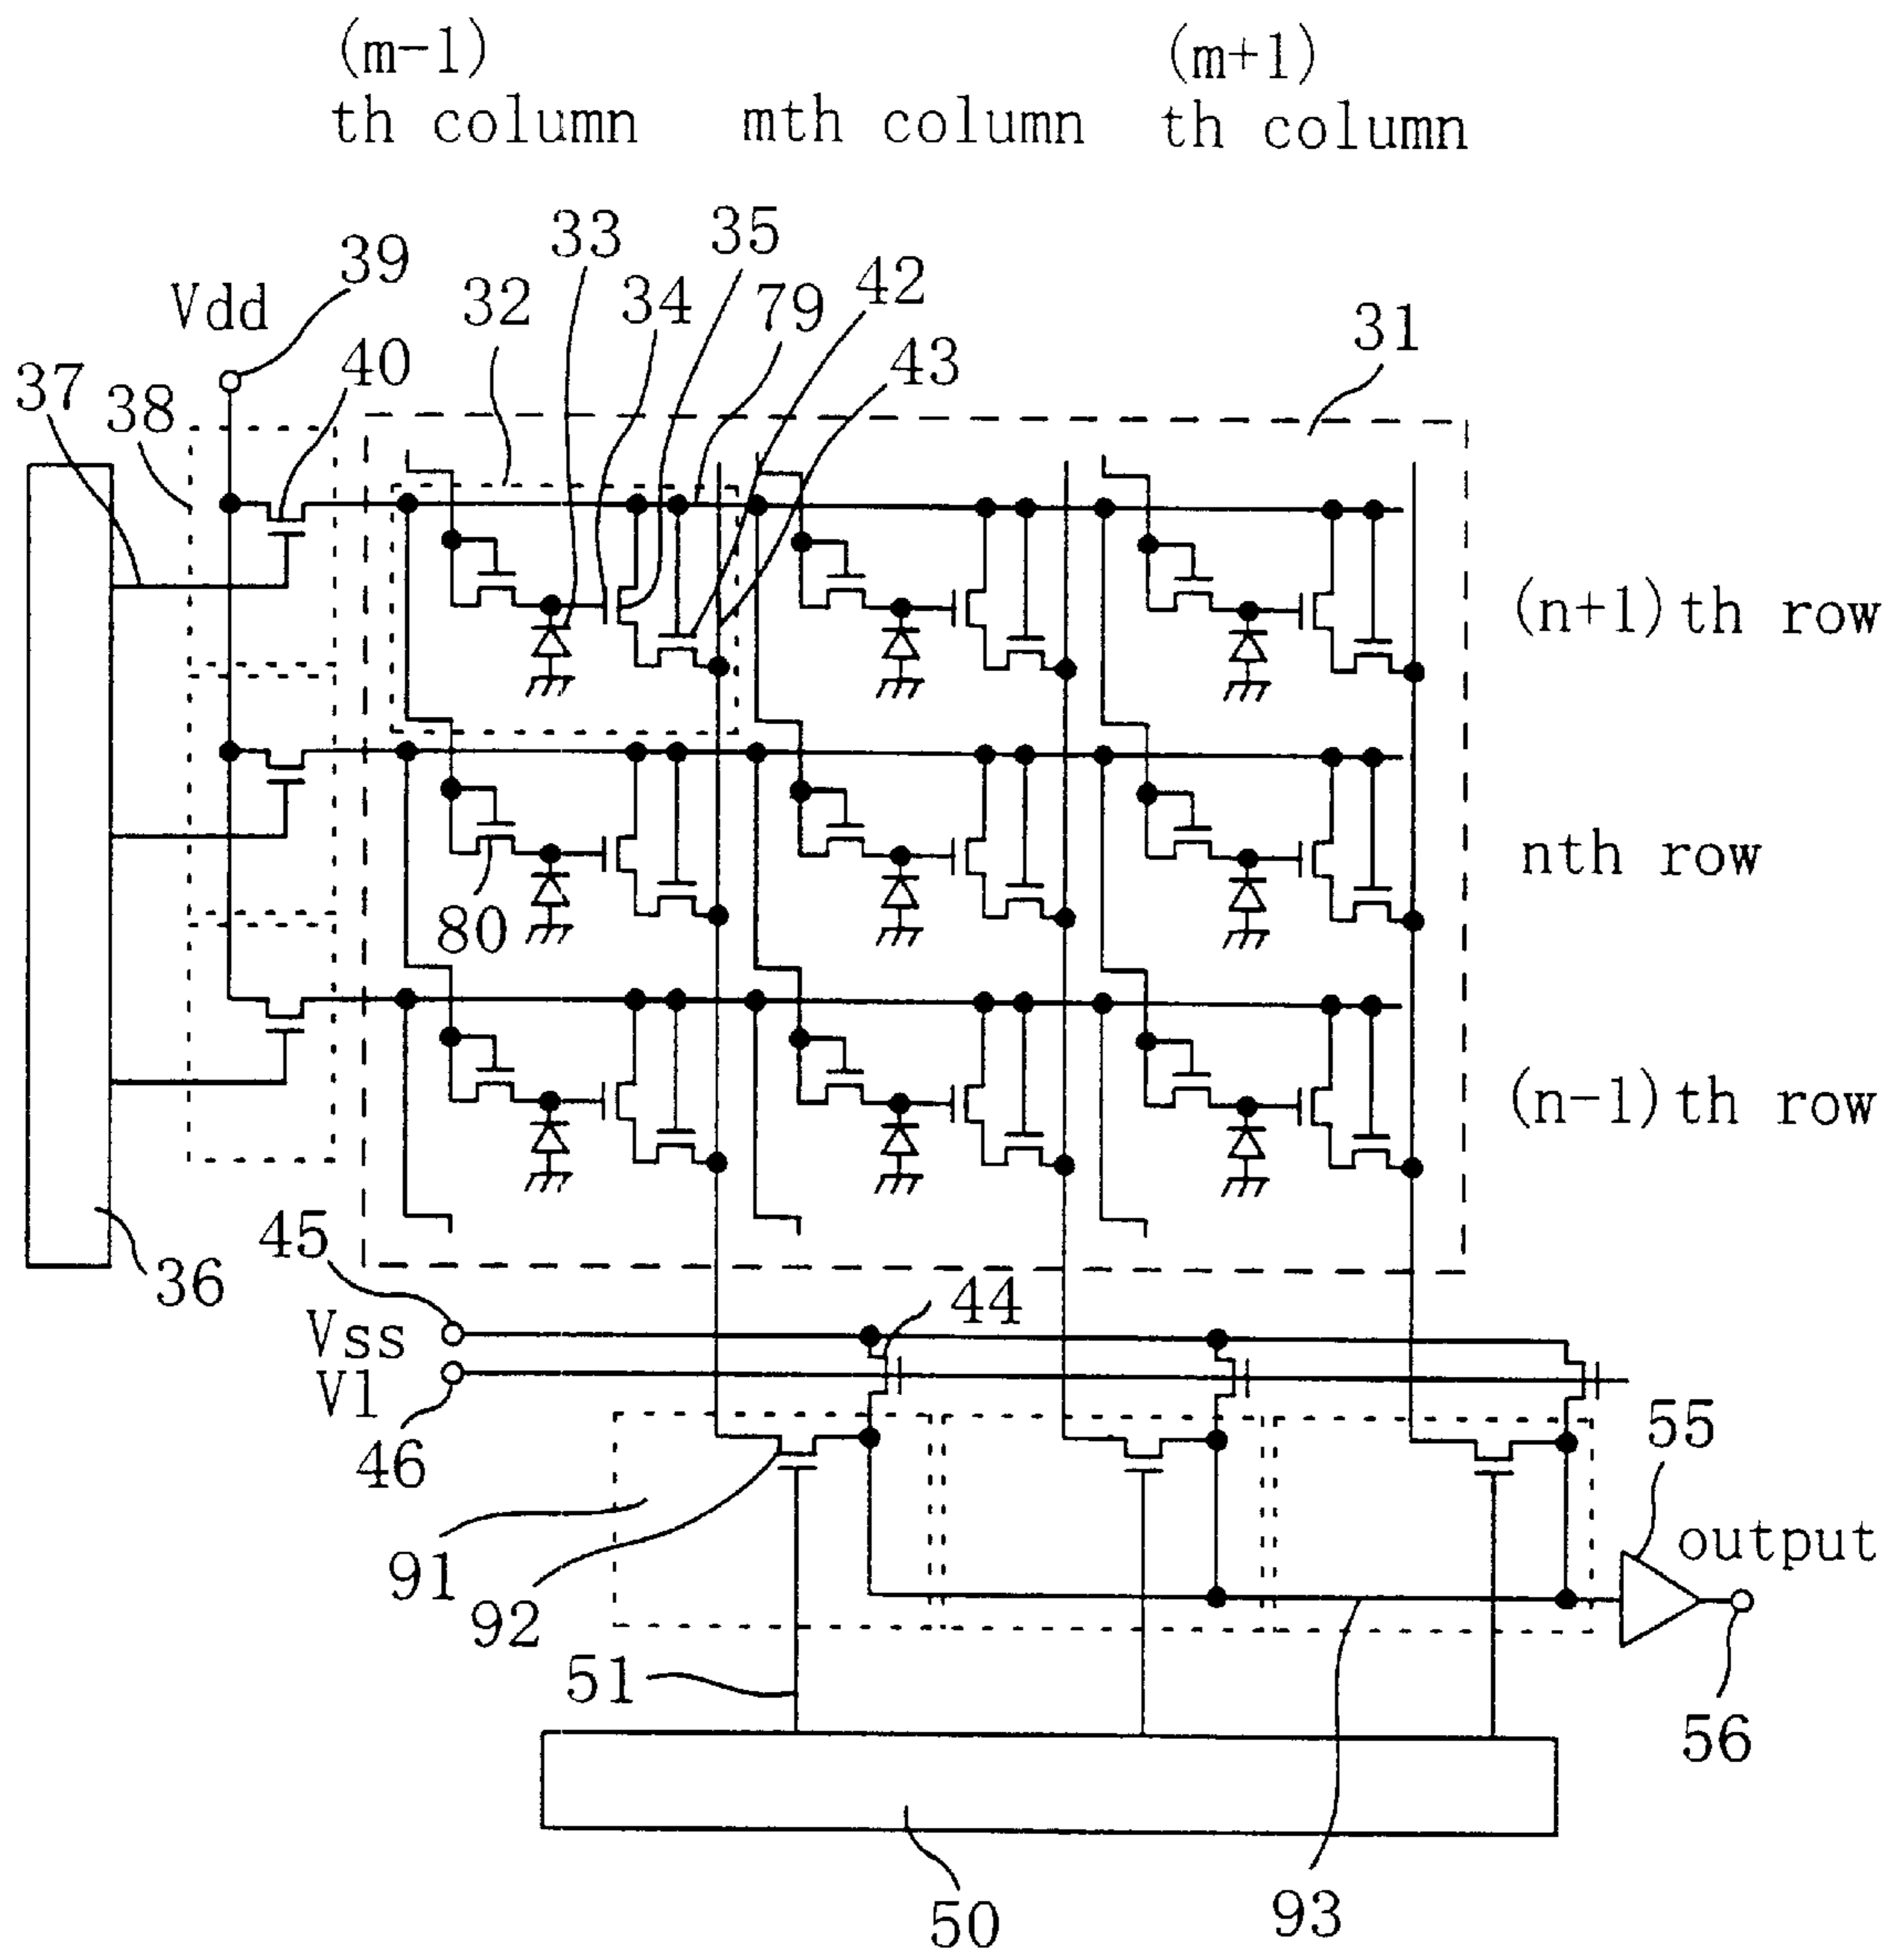 (m-1)
th column
mth column
(m+1)
th column
33
35
39
32
34
79
42
Vdd
31
40
43
37
38
(n+1)th row
nth row
80
(n-1)th row
45
36
44
Vss
V1
46
55
output
91
92
51
56
50
93